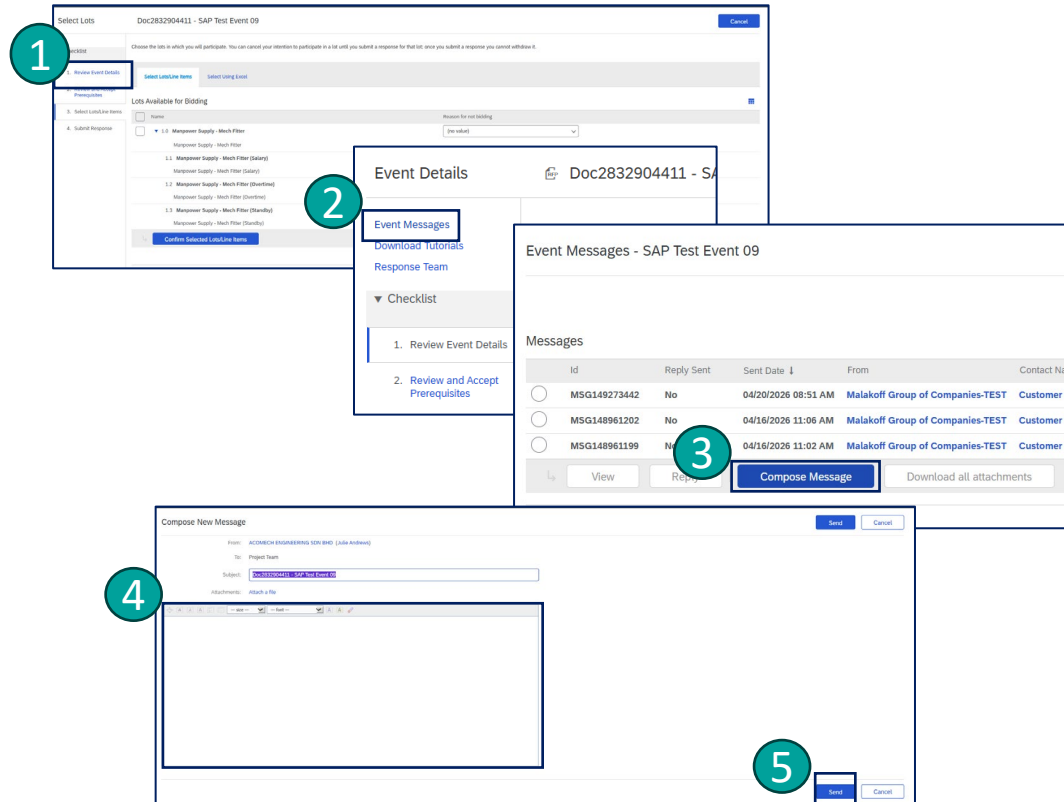 Select Lots
Doc2832904411 - SAP Test Event 09
Cancel
1
Checklist
Choose the lots in which you will participate. You can cancel your intention to participate in a lot until you submit a response for that lot; once you submit a response you cannot withdraw it.
1. Review Event Details
2. Review and Accept Prerequisites
3. Select Lots/Line Items
4. Submit Response
Select Lots/Line Items
Select Using Excel
Lots Available for Bidding
Name
Reason for not bidding
1.0 Manpower Supply - Mech Fitter
(no value)
Manpower Supply - Mech Fitter
1.1 Manpower Supply - Mech Fitter (Salary)
Manpower Supply - Mech Fitter (Salary)
1.2 Manpower Supply - Mech Fitter (Overtime)
Manpower Supply - Mech Fitter (Overtime)
1.3 Manpower Supply - Mech Fitter (Standby)
Manpower Supply - Mech Fitter (Standby)
Confirm Selected Lots/Line Items
2
Event Details
RFP
Doc2832904411 - SA
Event Messages
Download Tutorials
Response Team
Checklist
1. Review Event Details
2. Review and Accept
Prerequisites
Event Messages - SAP Test Event 09
Messages
Id Reply Sent Sent Date ↓ From Contact Na
MSG149273442 No 04/20/2026 08:51 AM Malakoff Group of Companies-TEST Customer
MSG148961202 No 04/16/2026 11:06 AM Malakoff Group of Companies-TEST Customer
MSG148961199 No 04/16/2026 11:02 AM Malakoff Group of Companies-TEST Customer
3
View
Reply
Compose Message
Download all attachments
Compose New Message
Send
Cancel
From: ACOMECH ENGINEERING SDN BHD (Julie Andrews)
To: Project Team
Subject: Doc2832904411 - SAP Test Event 09
Attachments: Attach a file
4
-- size --
-- font --
5
Send
Cancel